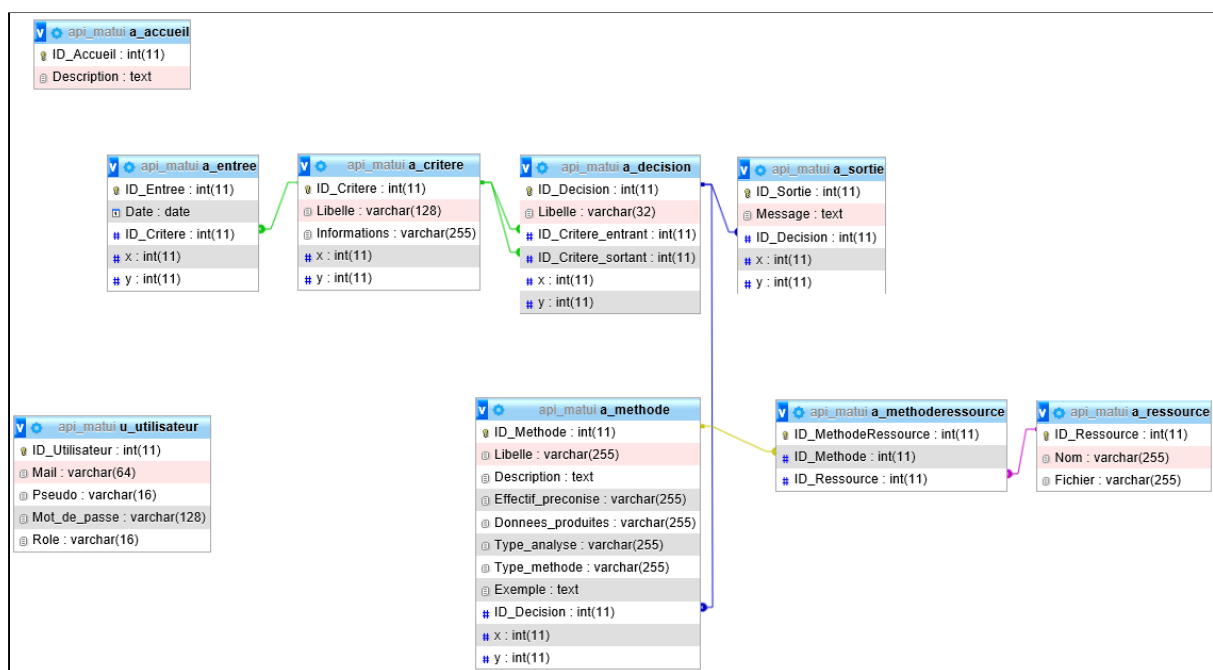 api_matui a_accueil
ID_Accueil : int(11)
Description : text
api_matui a_entree
ID_Entree : int(11)
Date : date
ID_Critere : int(11)
x : int(11)
y : int(11)
api_matui a_critere
ID_Critere : int(11)
Libelle : varchar(128)
Informations : varchar(255)
x : int(11)
y : int(11)
api_matui a_decision
ID_Decision : int(11)
Libelle : varchar(32)
ID_Critere_entrant : int(11)
ID_Critere_sortant : int(11)
x : int(11)
y : int(11)
api_matui a_sortie
ID_Sortie : int(11)
Message : text
ID_Decision : int(11)
x : int(11)
y : int(11)
api_matui u_utilisateur
ID_Utilisateur : int(11)
Mail : varchar(64)
Pseudo : varchar(16)
Mot_de_passe : varchar(128)
Role : varchar(16)
api_matui a_methode
ID_Methode : int(11)
Libelle : varchar(255)
Description : text
Effectif_preconise : varchar(255)
Donnees_produites : varchar(255)
Type_analyse : varchar(255)
Type_methode : varchar(255)
Exemple : text
ID_Decision : int(11)
x : int(11)
y : int(11)
api_matui a_methoderessource
ID_MethodeRessource : int(11)
ID_Methode : int(11)
ID_Ressource : int(11)
api_matui a_ressource
ID_Ressource : int(11)
Nom : varchar(255)
Fichier : varchar(255)